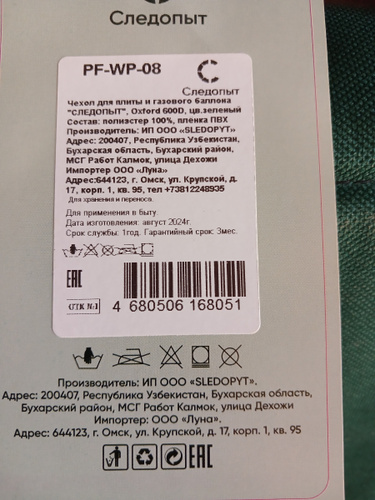 Следопыт
PF-WP-08
Следопыт
Чехол для плиты и газового баллона
"СЛЕДОПЫТ", Oxford 600D, цв.зеленый
Состав: полиэстер 100%, пленка ПВХ
Производитель: ИП ООО «SLEDOPYT»
Адрес: 200407, Республика Узбекистан,
Бухарская область, Бухарский район,
МСГ Работ Калмок, улица Дехожи
Импортер ООО «Луна»
Адрес:644123, г. Омск, ул. Крупской, д.
17, корп. 1, кв. 95, тел +73812248935
Для хранения и переноса.
Для применения в быту.
Дата изготовления: август 2024г.
Срок службы: 1год. Гарантийный срок: 3мес.
EAC
ОТК №1
4 680506 168051
Производитель: ИП ООО «SLEDOPYT».
Адрес: 200407, Республика Узбекистан, Бухарская область,
Бухарский район, МСГ Работ Калмок, улица Дехожи
Импортер: ООО «Луна».
Адрес: 644123, г. Омск, ул. Крупской, д. 17, корп. 1, кв. 95
EAC